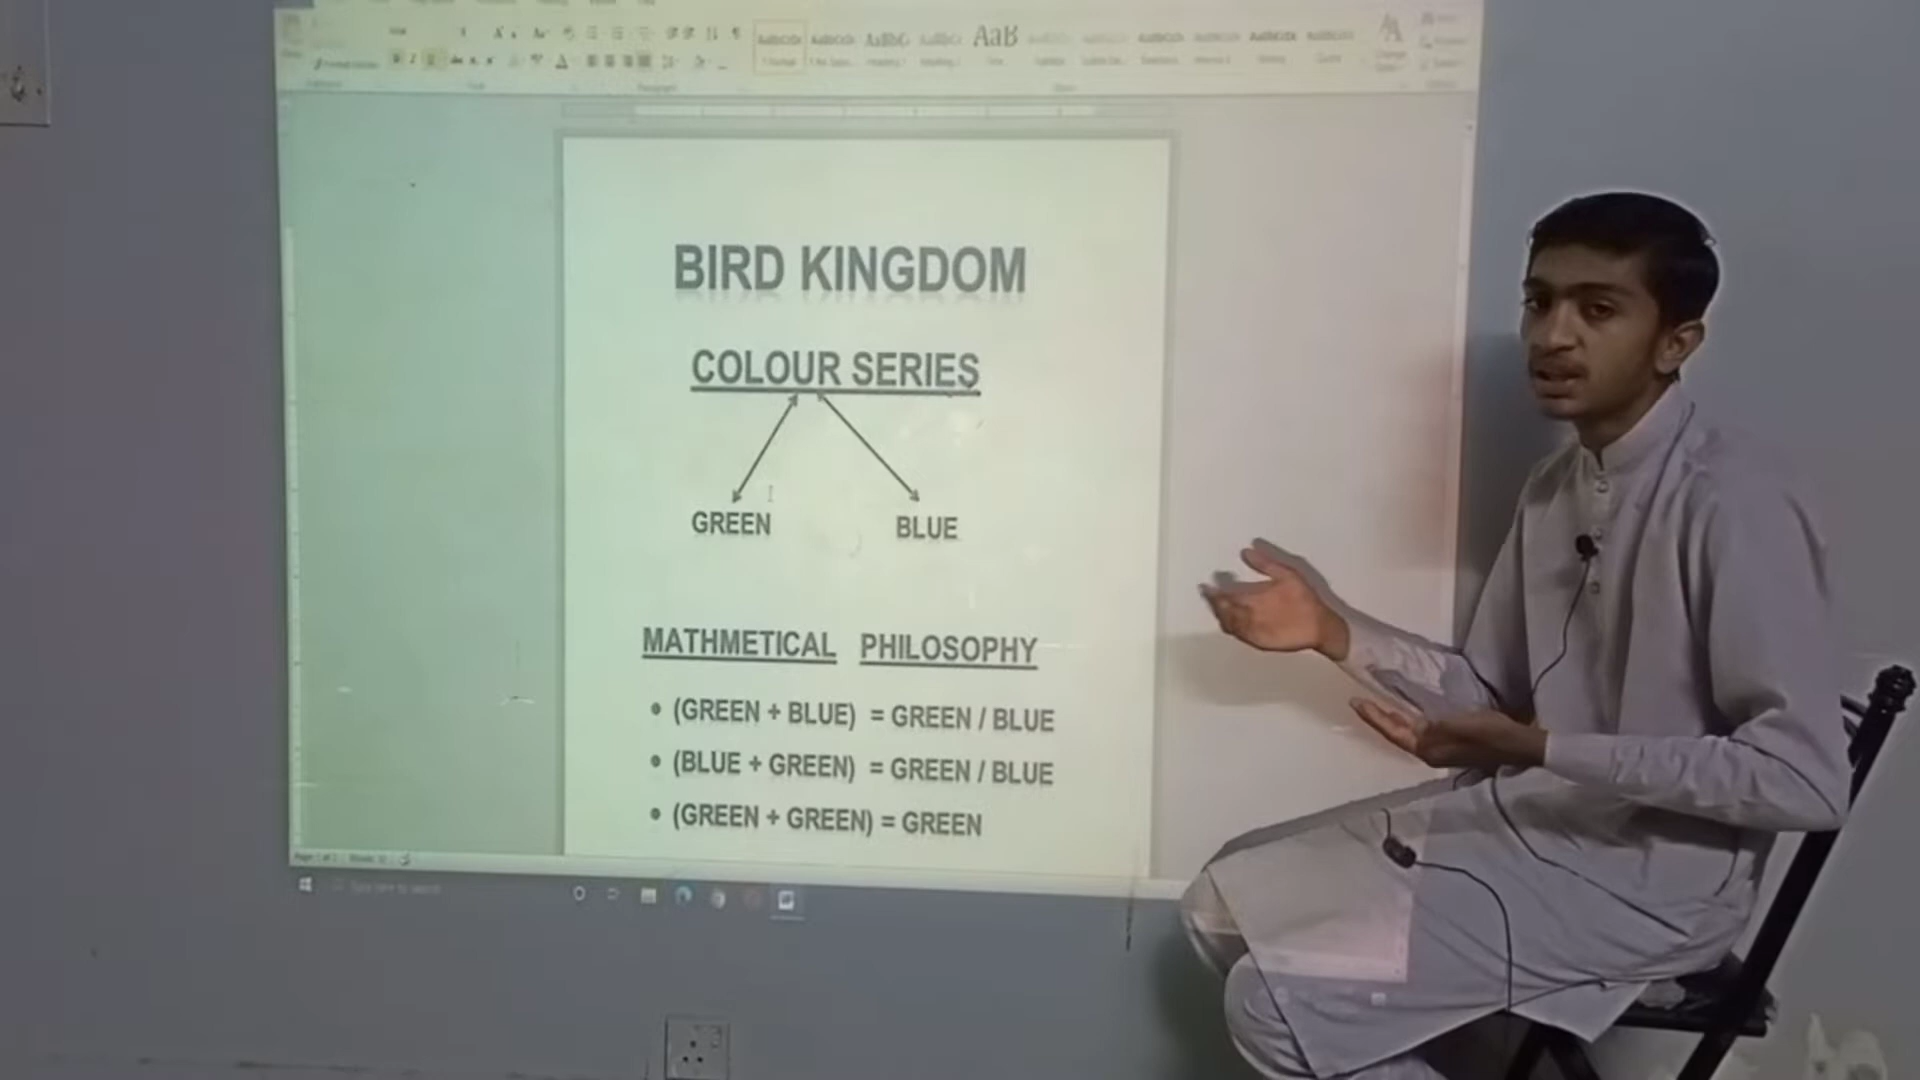 AaB
BIRD KINGDOM
COLOUR SERIES
GREEN BLUE
MATHMETICAL PHILOSOPHY
• (GREEN + BLUE) = GREEN / BLUE
• (BLUE + GREEN) = GREEN / BLUE
• (GREEN + GREEN) = GREEN